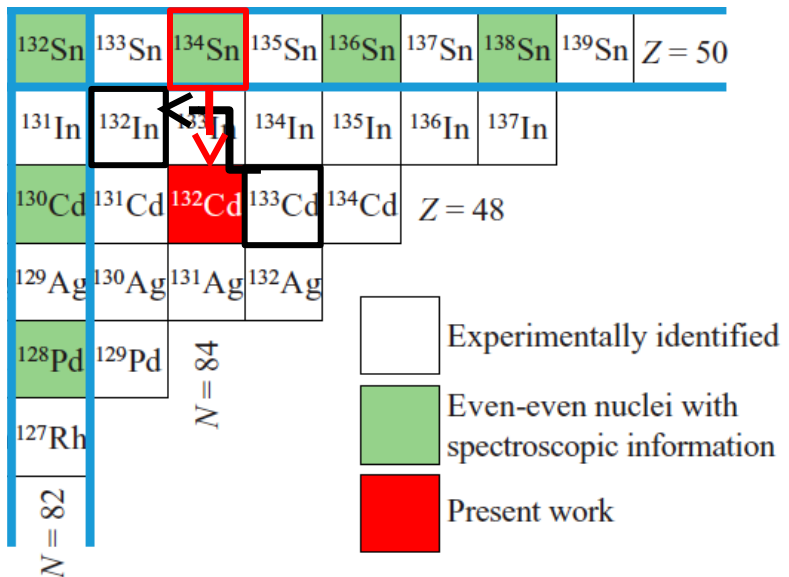 ¹³²Sn ¹³³Sn ¹³⁴Sn ¹³⁵Sn ¹³⁶Sn ¹³⁷Sn ¹³⁸Sn ¹³⁹Sn Z = 50
¹³¹In ¹³²In ¹³³In ¹³⁴In ¹³⁵In ¹³⁶In ¹³⁷In
¹³⁰Cd ¹³¹Cd ¹³²Cd ¹³³Cd ¹³⁴Cd Z = 48
¹²⁹Ag ¹³⁰Ag ¹³¹Ag ¹³²Ag
¹²⁸Pd ¹²⁹Pd
¹²⁷Rh
N = 82
N = 84
Experimentally identified
Even-even nuclei with
spectroscopic information
Present work